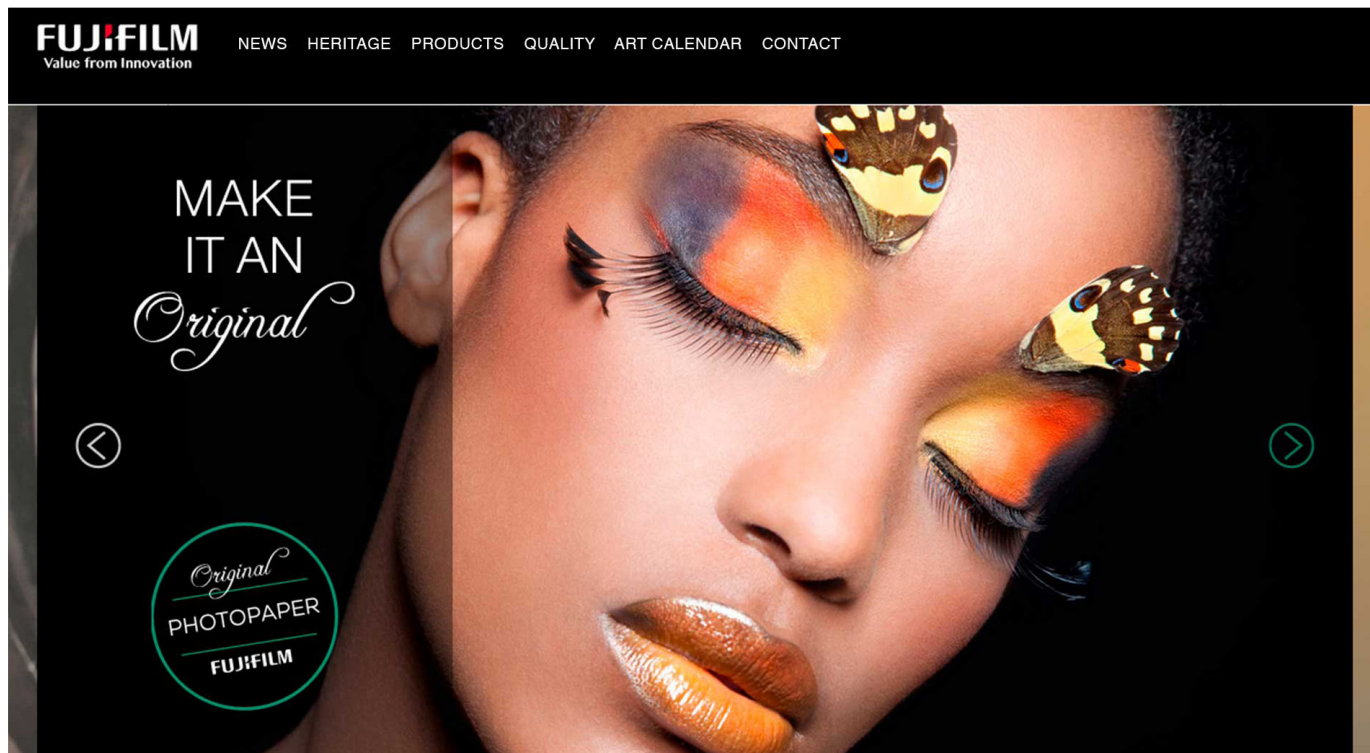 FUJIFILM
Value from Innovation
NEWS HERITAGE PRODUCTS QUALITY ART CALENDAR CONTACT
MAKE
IT AN
Original
Original
PHOTOPAPER
FUJIFILM